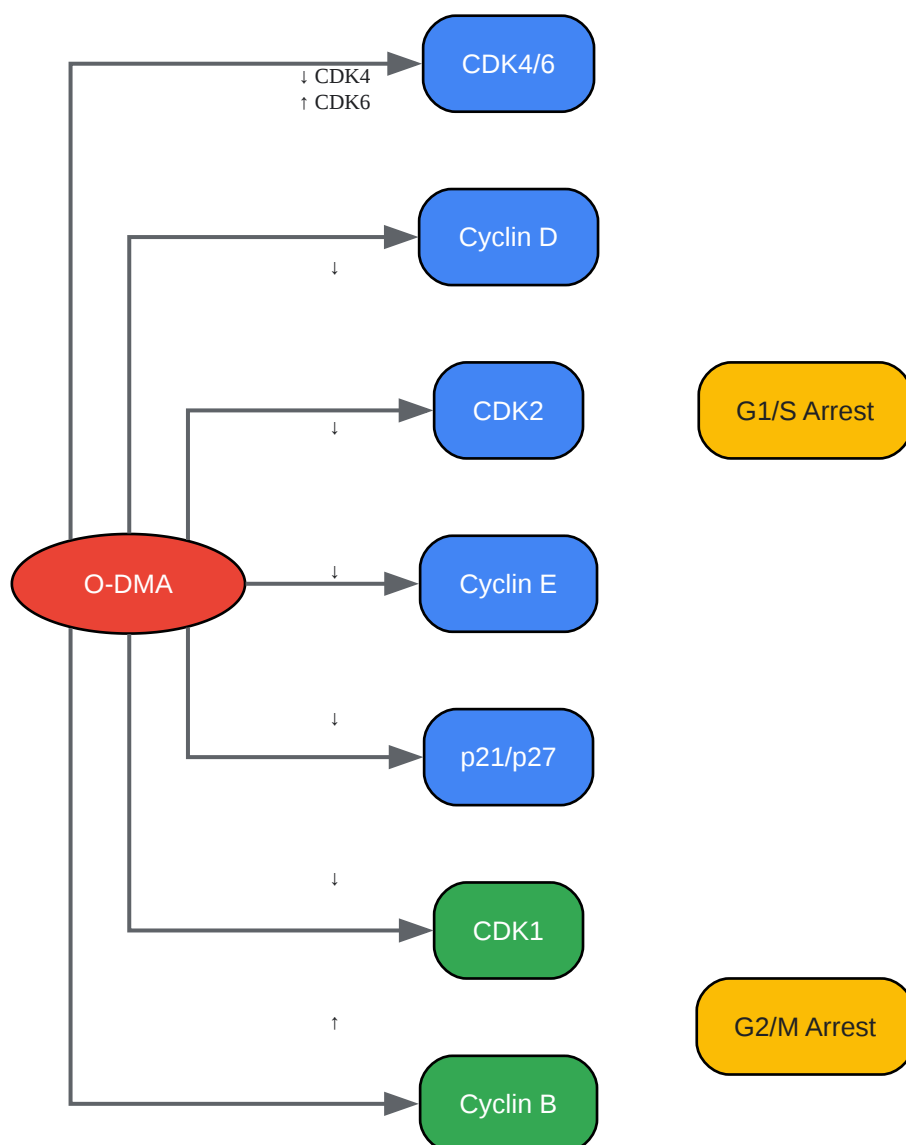 CDK4/6
↓ CDK4
↑ CDK6
Cyclin D
↓
CDK2
↓
G1/S Arrest
↓
O-DMA
Cyclin E
↓
p21/p27
↓
CDK1
↑
G2/M Arrest
Cyclin B